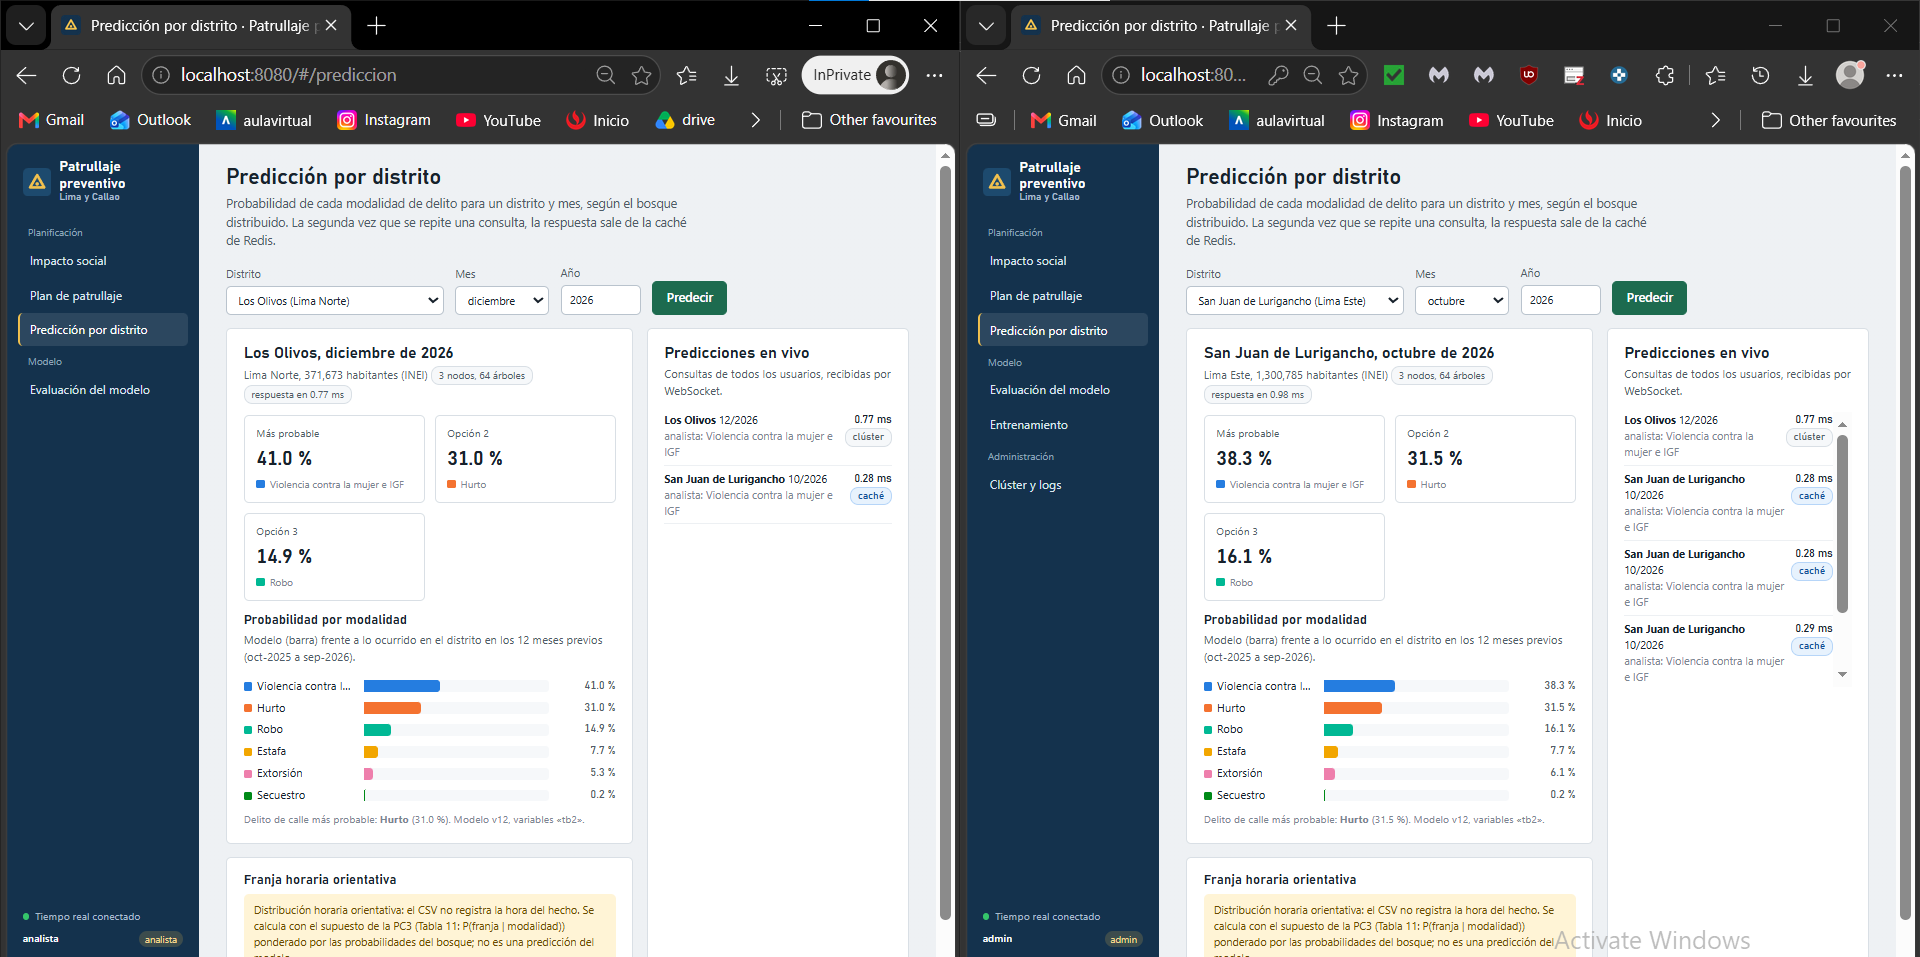 Predicción por distrito · Patrullaje
localhost:8080/#/prediccion
InPrivate
Gmail
Outlook
aulavirtual
Instagram
YouTube
Inicio
drive
Other favourites
Patrullaje
preventivo
Lima y Callao
Planificación
Impacto social
Plan de patrullaje
Predicción por distrito
Modelo
Evaluación del modelo
Tiempo real conectado
analista
analista
Predicción por distrito
Probabilidad de cada modalidad de delito para un distrito y mes, según el bosque
distribuido. La segunda vez que se repite una consulta, la respuesta sale de la caché
de Redis.
Distrito
Mes
Año
Los Olivos (Lima Norte)
diciembre
2026
Predecir
Los Olivos, diciembre de 2026
Lima Norte, 371,673 habitantes (INEI)
3 nodos, 64 árboles
respuesta en 0.77 ms
Más probable
41.0 %
Violencia contra la mujer e IGF
Opción 2
31.0 %
Hurto
Opción 3
14.9 %
Robo
Probabilidad por modalidad
Modelo (barra) frente a lo ocurrido en el distrito en los 12 meses previos
(oct-2025 a sep-2026).
Violencia contra l... 41.0 %
Hurto 31.0 %
Robo 14.9 %
Estafa 7.7 %
Extorsión 5.3 %
Secuestro 0.2 %
Delito de calle más probable: Hurto (31.0 %). Modelo v12, variables «tb2».
Franja horaria orientativa
Distribución horaria orientativa: el CSV no registra la hora del hecho. Se
calcula con el supuesto de la PC3 (Tabla 11: P(franja | modalidad))
ponderado por las probabilidades del bosque; no es una predicción del
Predicciones en vivo
Consultas de todos los usuarios, recibidas por
WebSocket.
Los Olivos 12/2026 0.77 ms
analista: Violencia contra la mujer e clúster
IGF
San Juan de Lurigancho 10/2026 0.28 ms
analista: Violencia contra la mujer e caché
IGF
Predicción por distrito · Patrullaje
localhost:80...
Gmail
Outlook
aulavirtual
Instagram
YouTube
Inicio
Other favourites
Patrullaje
preventivo
Lima y Callao
Planificación
Impacto social
Plan de patrullaje
Predicción por distrito
Modelo
Evaluación del modelo
Entrenamiento
Administración
Clúster y logs
Tiempo real conectado
admin
admin
Predicción por distrito
Probabilidad de cada modalidad de delito para un distrito y mes, según el bosque
distribuido. La segunda vez que se repite una consulta, la respuesta sale de la caché
de Redis.
Distrito
Mes
Año
San Juan de Lurigancho (Lima Este)
octubre
2026
Predecir
San Juan de Lurigancho, octubre de 2026
Lima Este, 1,300,785 habitantes (INEI)
3 nodos, 64 árboles
respuesta en 0.98 ms
Más probable
38.3 %
Violencia contra la mujer e IGF
Opción 2
31.5 %
Hurto
Opción 3
16.1 %
Robo
Probabilidad por modalidad
Modelo (barra) frente a lo ocurrido en el distrito en los 12 meses previos
(oct-2025 a sep-2026).
Violencia contra l... 38.3 %
Hurto 31.5 %
Robo 16.1 %
Estafa 7.7 %
Extorsión 6.1 %
Secuestro 0.2 %
Delito de calle más probable: Hurto (31.5 %). Modelo v12, variables «tb2».
Franja horaria orientativa
Distribución horaria orientativa: el CSV no registra la hora del hecho. Se
calcula con el supuesto de la PC3 (Tabla 11: P(franja | modalidad))
ponderado por las probabilidades del bosque; no es una predicción del
Predicciones en vivo
Consultas de todos los usuarios, recibidas por
WebSocket.
Los Olivos 12/2026 0.77 ms
analista: Violencia contra la clúster
mujer e IGF
San Juan de Lurigancho 0.28 ms
10/2026 caché
analista: Violencia contra la mujer
e IGF
San Juan de Lurigancho 0.28 ms
10/2026 caché
analista: Violencia contra la mujer
e IGF
San Juan de Lurigancho 0.29 ms
10/2026 caché
analista: Violencia contra la mujer
e IGF
Activate Windows